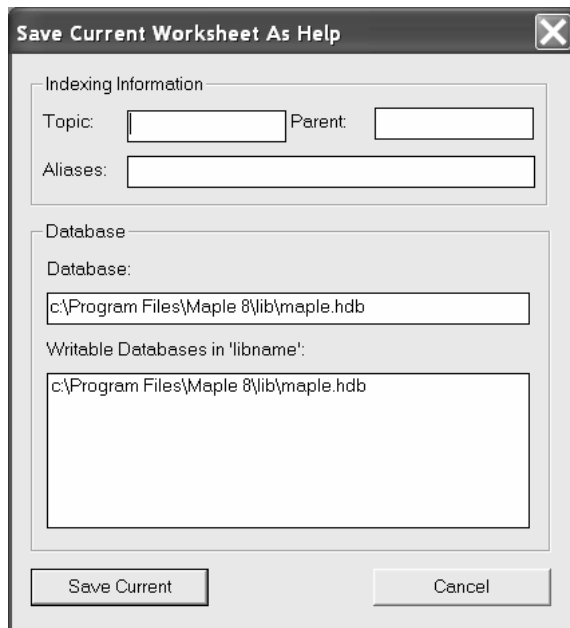 Save Current Worksheet As Help
Indexing Information
Topic: Parent:
Aliases:
Database
Database:
c:\Program Files\Maple 8\lib\maple.hdb
Writable Databases in 'libname':
c:\Program Files\Maple 8\lib\maple.hdb
Save Current Cancel